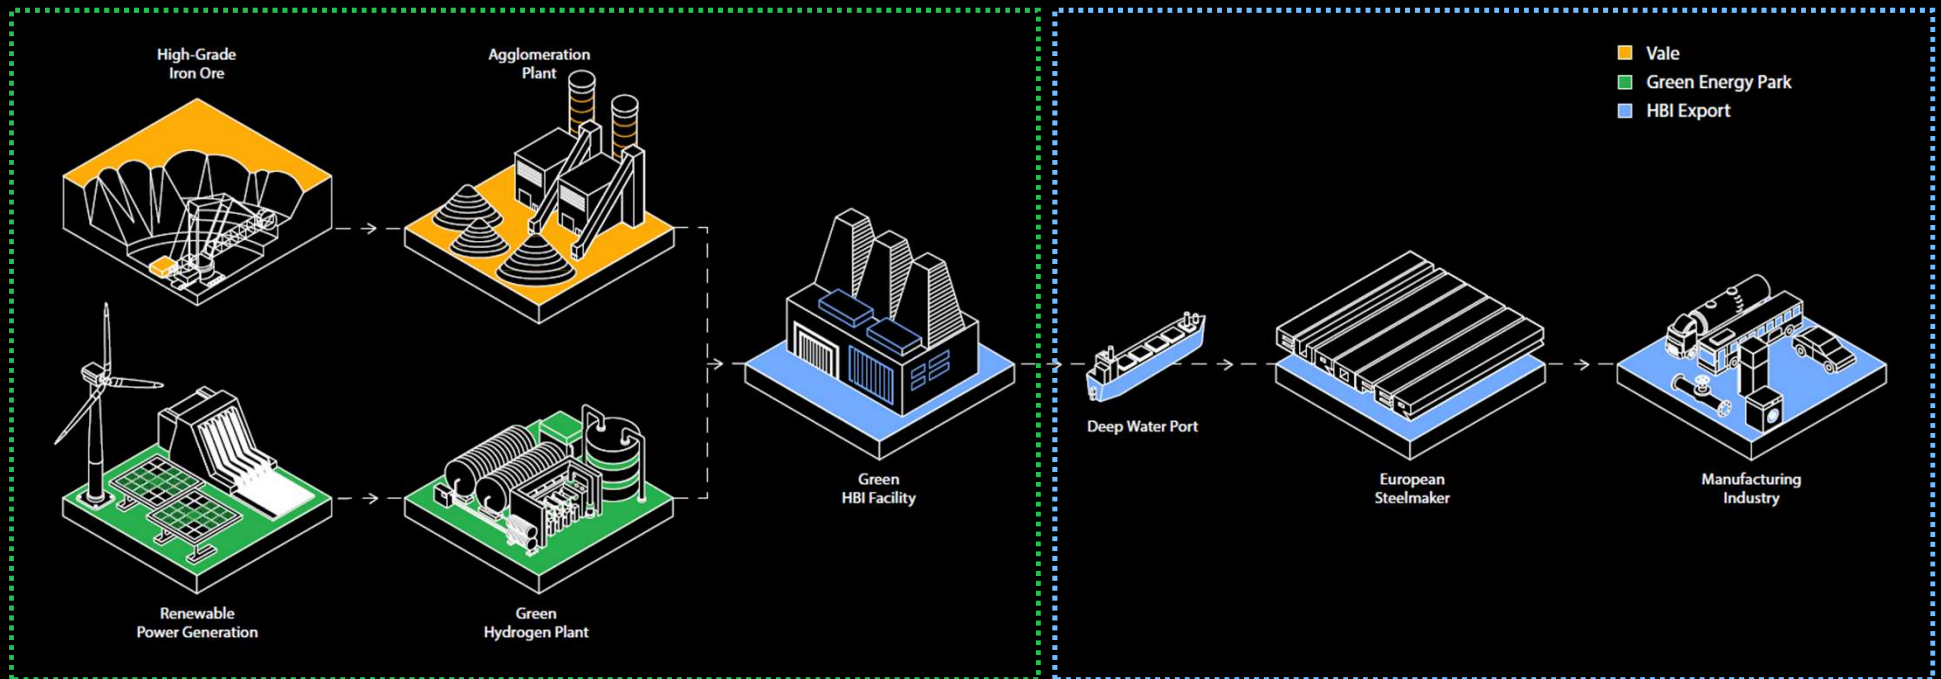 High-Grade
Iron Ore
Agglomeration
Plant
Vale
Green Energy Park
HBI Export
Deep Water Port
Green
HBI Facility
European
Steelmaker
Manufacturing
Industry
Renewable
Power Generation
Green
Hydrogen Plant